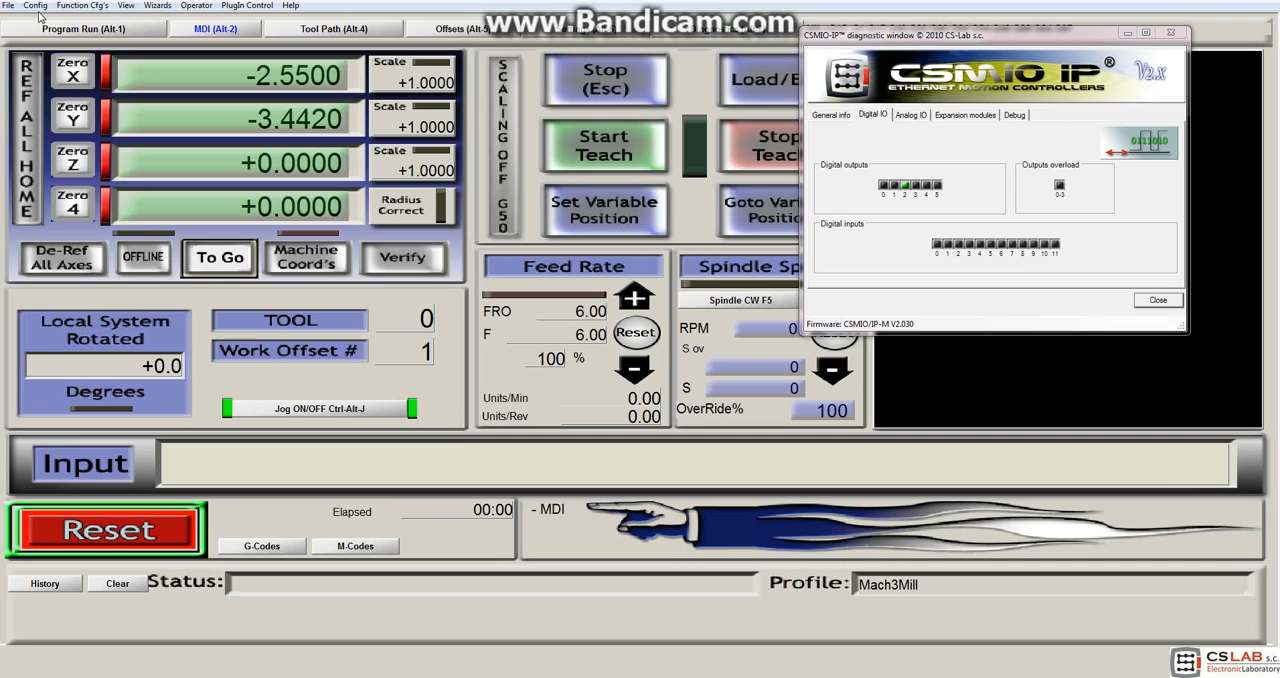 File Config Function Cfg's View Wizards Operator PlugIn Control Help
www.Bandicam.com
Program Run (Alt-1) MDI (Alt-2) Tool Path (Alt-4) Offsets (Alt-5)
REF ALL HOME
Zero X -2.5500 Scale +1.0000
Zero Y -3.4420 Scale +1.0000
Zero Z +0.0000 Scale +1.0000
Zero 4 +0.0000 Radius Correct
De-Ref All Axes OFFLINE To Go Machine Coord's Verify
SCALING OFF G50
Stop (Esc) Load/E
Start Teach Stop Teac
Set Variable Position Goto Va Positio
CSMIO-IP™ diagnostic window © 2010 CS-Lab s.c.
CSMIO IP® V2.x
ETHERNET MOTION CONTROLLERS
General info Digital IO Analog IO Expansion modules Debug
0111010
Digital outputs Outputs overload
0 1 2 3 4 5 0-3
Digital inputs
0 1 2 3 4 5 6 7 8 9 10 11
Close
Firmware: CSMIO/IP-M V2.030
Local System Rotated
+0.0
Degrees
TOOL 0
Work Offset # 1
Jog ON/OFF Ctrl-Alt-J
Feed Rate
FRO 6.00
F 6.00
Reset
100 %
Units/Min 0.00
Units/Rev 0.00
Spindle Sp
Spindle CW F5
RPM 0
S ov 0
S 0
OverRide% 100
Input
Reset
Elapsed 00:00
G-Codes M-Codes
- MDI
History Clear Status: Profile: Mach3Mill
CSLAB s.c.
ElectronicLaboratory